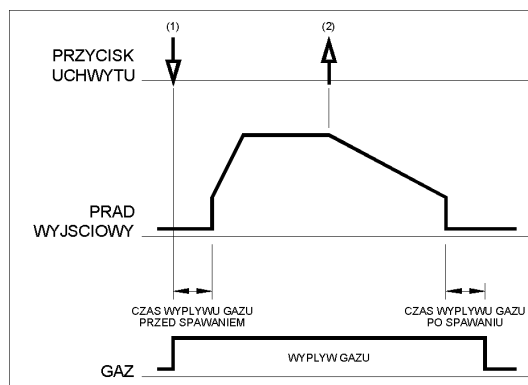 (1)
(2)
PRZYCISK
UCHWYTU
PRAD
WYJSCIOWY
CZAS WYPLYWU GAZU
PRZED SPAWANIEM
CZAS WYPLYWU GAZU
PO SPAWANIU
WYPLYW GAZU
GAZ